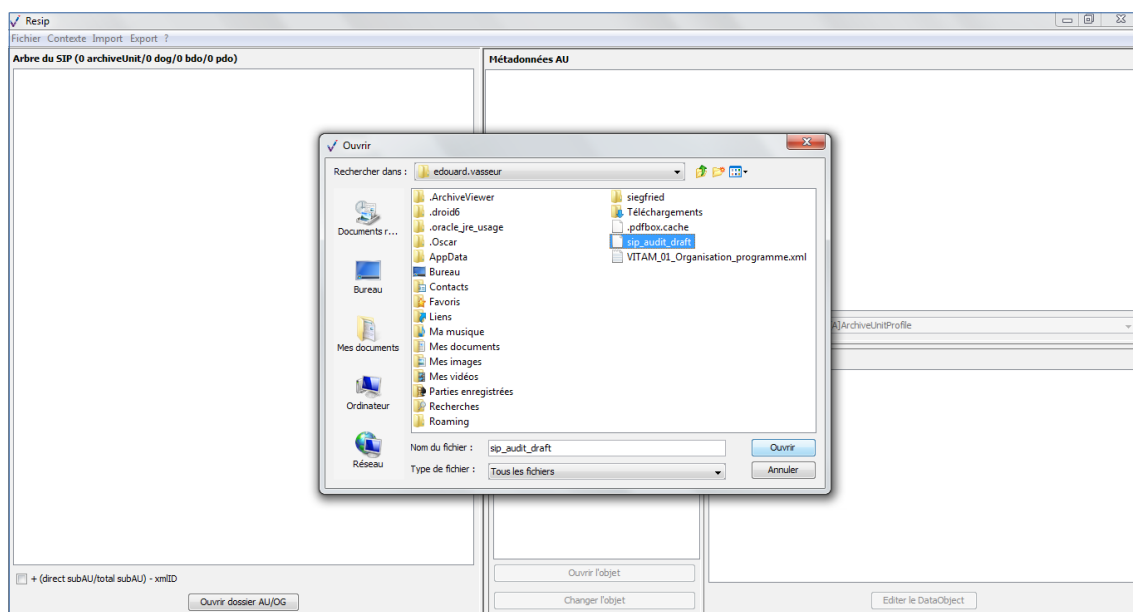 Resip
Fichier Contexte Import Export ?
Arbre du SIP (0 archiveUnit/0 dog/0 bdo/0 pdo)
Métadonnées AU
Ouvrir
Rechercher dans :
edouard.vasseur
Documents r...
Bureau
Mes documents
Ordinateur
Réseau
.ArchiveViewer
.droid6
.oracle_jre_usage
.Oscar
AppData
Bureau
Contacts
Favoris
Liens
Ma musique
Mes documents
Mes images
Mes vidéos
Parties enregistrées
Recherches
Roaming
siegfried
Téléchargements
.pdfbox.cache
sip_audit_draft
VITAM_01_Organisation_programme.xml
Nom du fichier :
sip_audit_draft
Ouvrir
Type de fichier :
Tous les fichiers
Annuler
A]ArchiveUnitProfile
+ (direct subAU/total subAU) - xmlID
Ouvrir dossier AU/OG
Ouvrir l'objet
Changer l'objet
Editer le DataObject